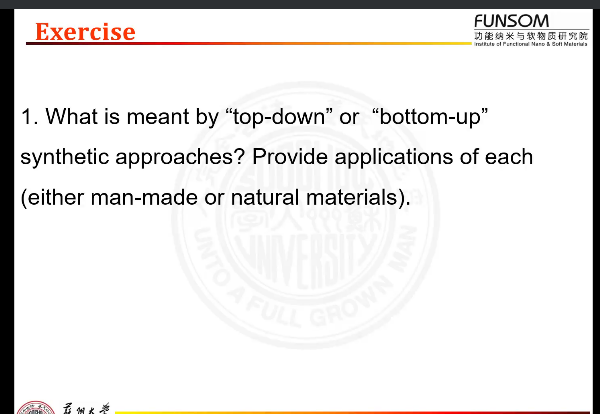 Exercise
FUNSOM
功能纳米与软物质研究院
Institute of Functional Nano & Soft Materials
1. What is meant by “top-down” or “bottom-up”
synthetic approaches? Provide applications of each
(either man-made or natural materials).
UNIVERSITY
UNTO A FULL GROWN MAN
苏州大学